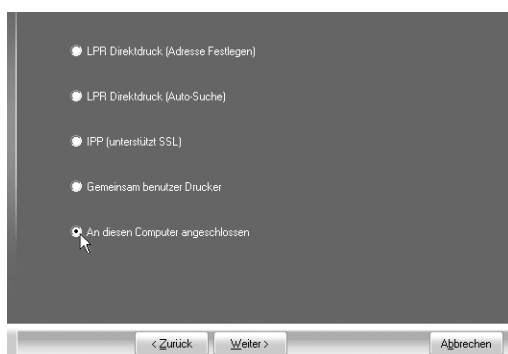 LPR Direktdruck (Adresse Festlegen)
LPR Direktdruck (Auto-Suche)
IPP (unterstützt SSL)
Gemeinsam benutzer Drucker
An diesen Computer angeschlossen
< Zurück Weiter > Abbrechen